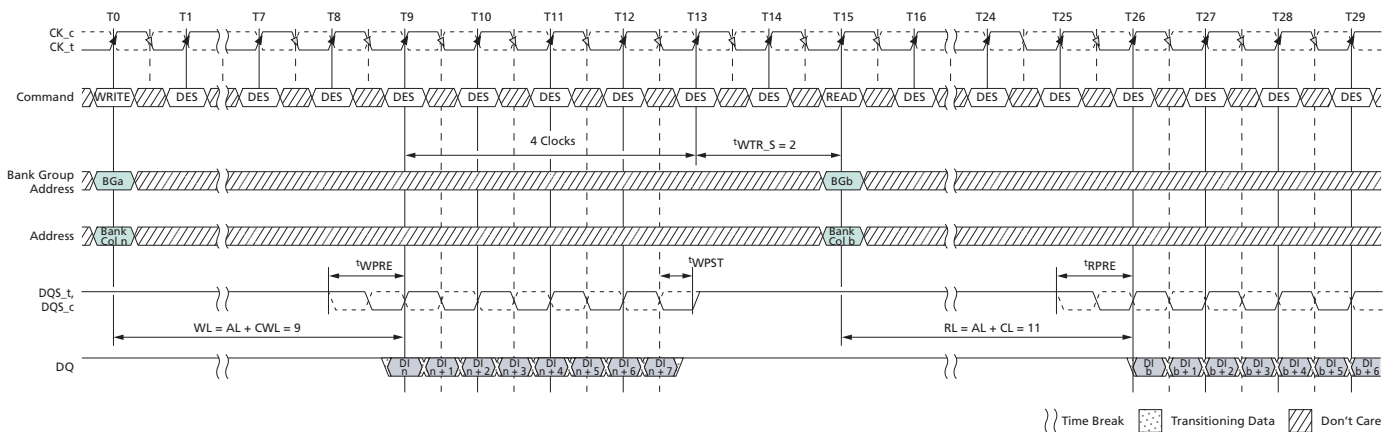 T0 T1 T7 T8 T9 T10 T11 T12 T13 T14 T15 T16 T24 T25 T26 T27 T28 T29
CK_c
CK_t
Command WRITE DES DES DES DES DES DES DES DES DES READ DES DES DES DES DES DES DES
4 Clocks tWTR_S = 2
Bank Group
Address BGa BGb
Address Bank
Col n Bank
Col b
tWPRE tWPST tRPRE
DQS_t,
DQS_c
WL = AL + CWL = 9 RL = AL + CL = 11
DQ DI
n DI
n + 1 DI
n + 2 DI
n + 3 DI
n + 4 DI
n + 5 DI
n + 6 DI
n + 7 DI
b DI
b + 1 DI
b + 2 DI
b + 3 DI
b + 4 DI
b + 5 DI
b + 6
Time Break Transitioning Data Don't Care